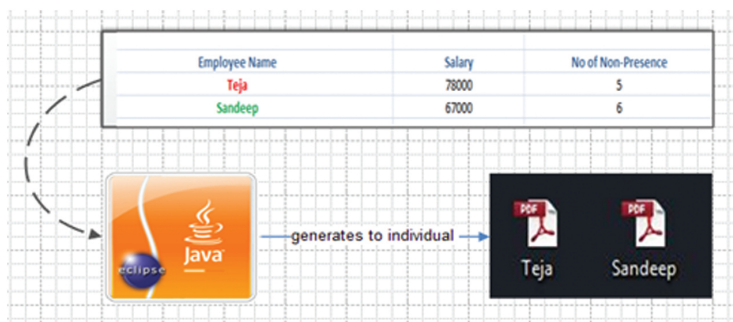 Employee Name Salary No of Non-Presence
Teja 78000 5
Sandeep 67000 6
eclipse
Java
generates to individual
PDF PDF
Teja Sandeep